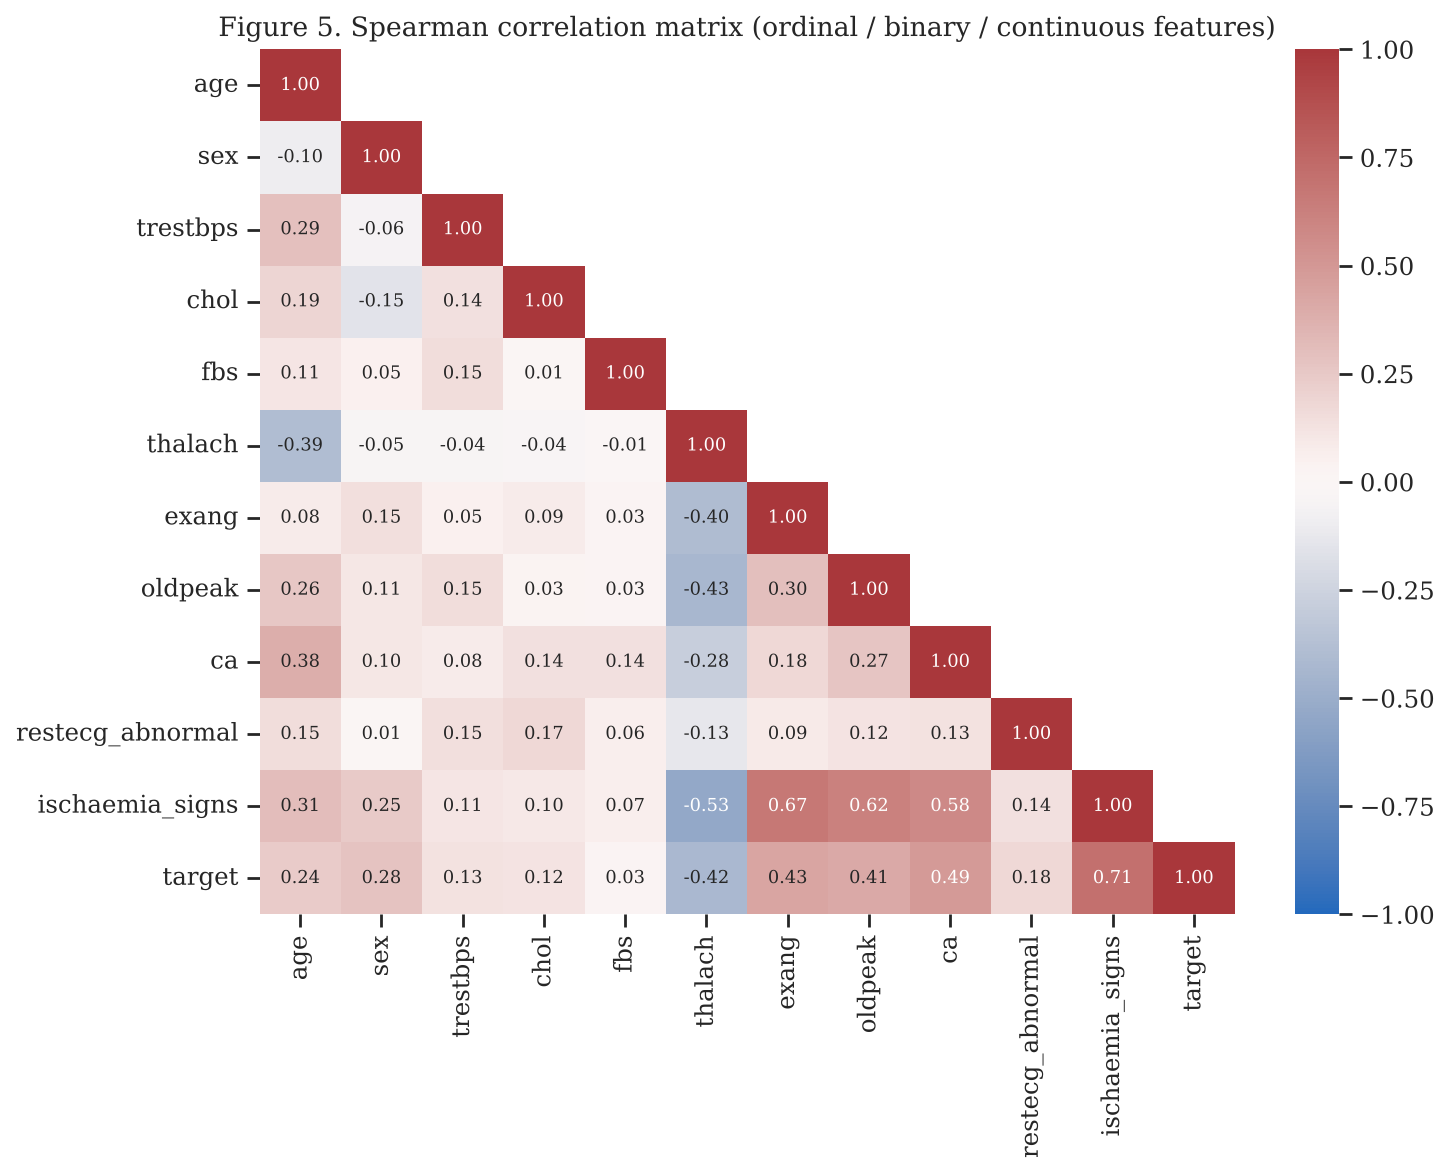 Figure 5. Spearman correlation matrix (ordinal / binary / continuous features)
age 1.00
sex -0.10 1.00
trestbps 0.29 -0.06 1.00
chol 0.19 -0.15 0.14 1.00
fbs 0.11 0.05 0.15 0.01 1.00
thalach -0.39 -0.05 -0.04 -0.04 -0.01 1.00
exang 0.08 0.15 0.05 0.09 0.03 -0.40 1.00
oldpeak 0.26 0.11 0.15 0.03 0.03 -0.43 0.30 1.00
ca 0.38 0.10 0.08 0.14 0.14 -0.28 0.18 0.27 1.00
restecg_abnormal 0.15 0.01 0.15 0.17 0.06 -0.13 0.09 0.12 0.13 1.00
ischaemia_signs 0.31 0.25 0.11 0.10 0.07 -0.53 0.67 0.62 0.58 0.14 1.00
target 0.24 0.28 0.13 0.12 0.03 -0.42 0.43 0.41 0.49 0.18 0.71 1.00
age
sex
trestbps
chol
fbs
thalach
exang
oldpeak
ca
restecg_abnormal
ischaemia_signs
target
1.00
0.75
0.50
0.25
0.00
−0.25
−0.50
−0.75
−1.00